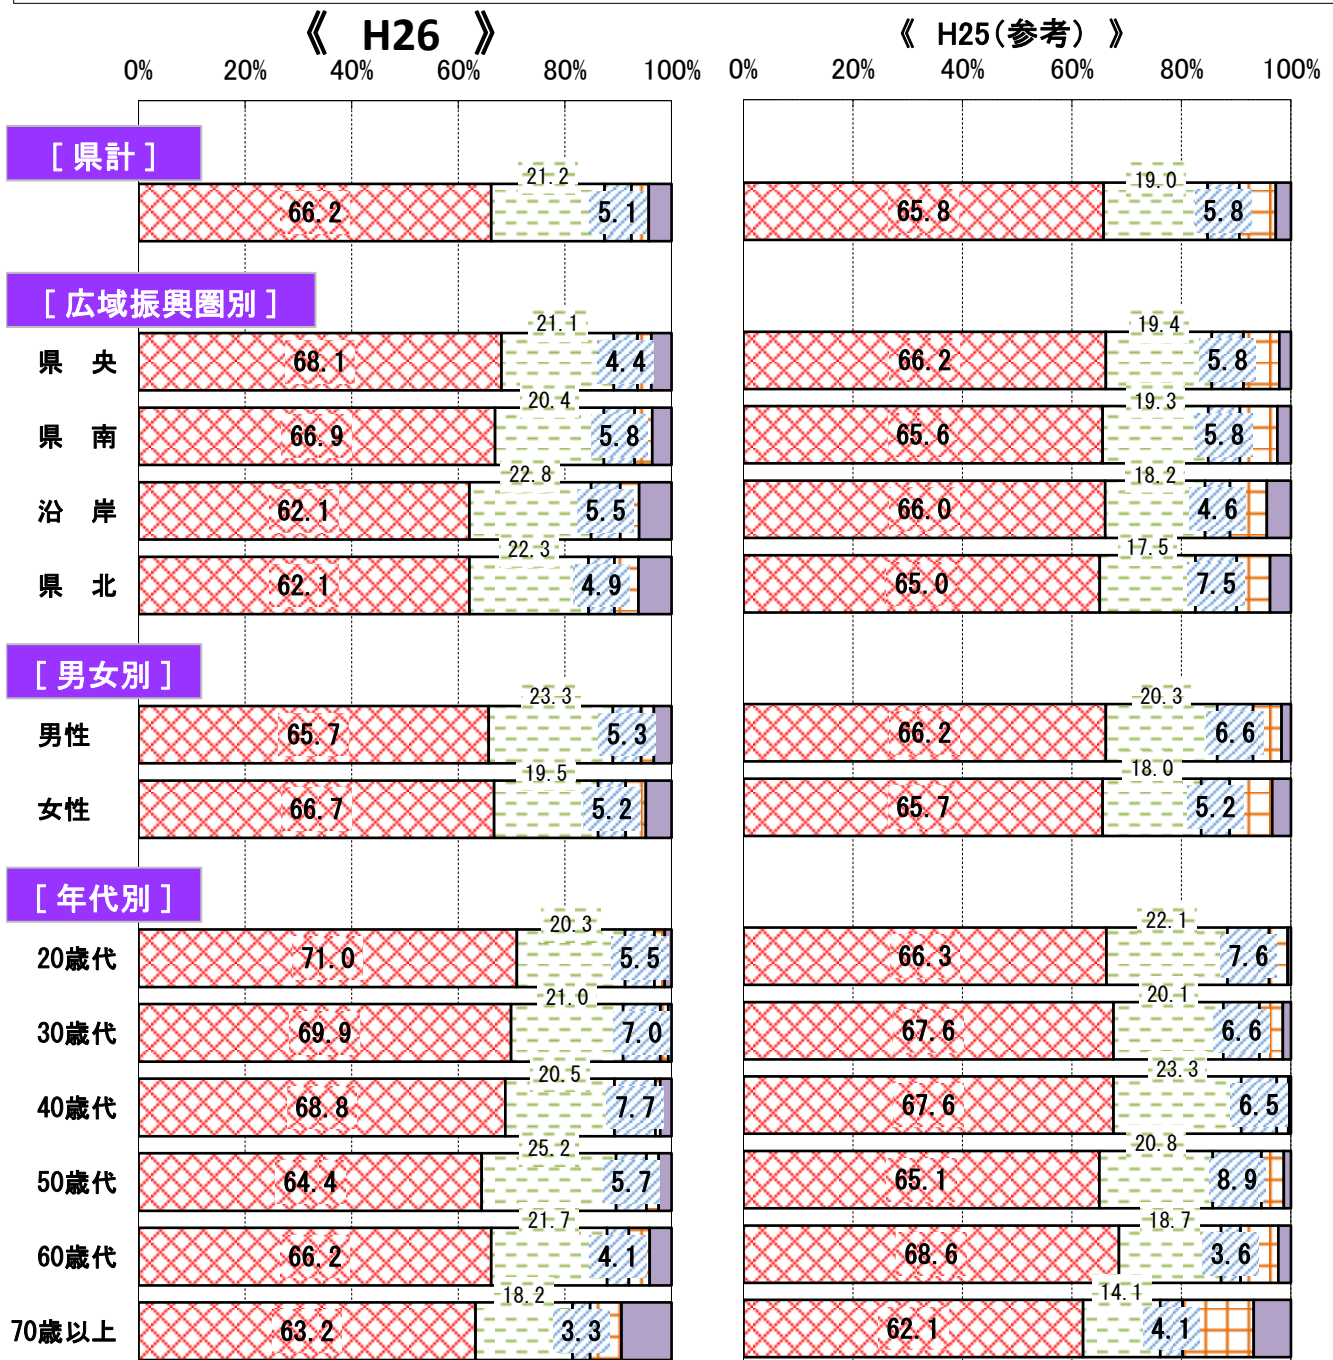 《 H26 》 《 H25(参考) 》
0% 20% 40% 60% 80% 100% 0% 20% 40% 60% 80% 100%
[ 県計 ]
66.2 21.2 5.1 65.8 19.0 5.8
[ 広域振興圏別 ]
県 央 68.1 21.1 4.4 66.2 19.4 5.8
県 南 66.9 20.4 5.8 65.6 19.3 5.8
沿 岸 62.1 22.8 5.5 66.0 18.2 4.6
県 北 62.1 22.3 4.9 65.0 17.5 7.5
[ 男女別 ]
男性 65.7 23.3 5.3 66.2 20.3 6.6
女性 66.7 19.5 5.2 65.7 18.0 5.2
[ 年代別 ]
20歳代 71.0 20.3 5.5 66.3 22.1 7.6
30歳代 69.9 21.0 7.0 67.6 20.1 6.6
40歳代 68.8 20.5 7.7 67.6 23.3 6.5
50歳代 64.4 25.2 5.7 65.1 20.8 8.9
60歳代 66.2 21.7 4.1 68.6 18.7 3.6
70歳以上 63.2 18.2 3.3 62.1 14.1 4.1